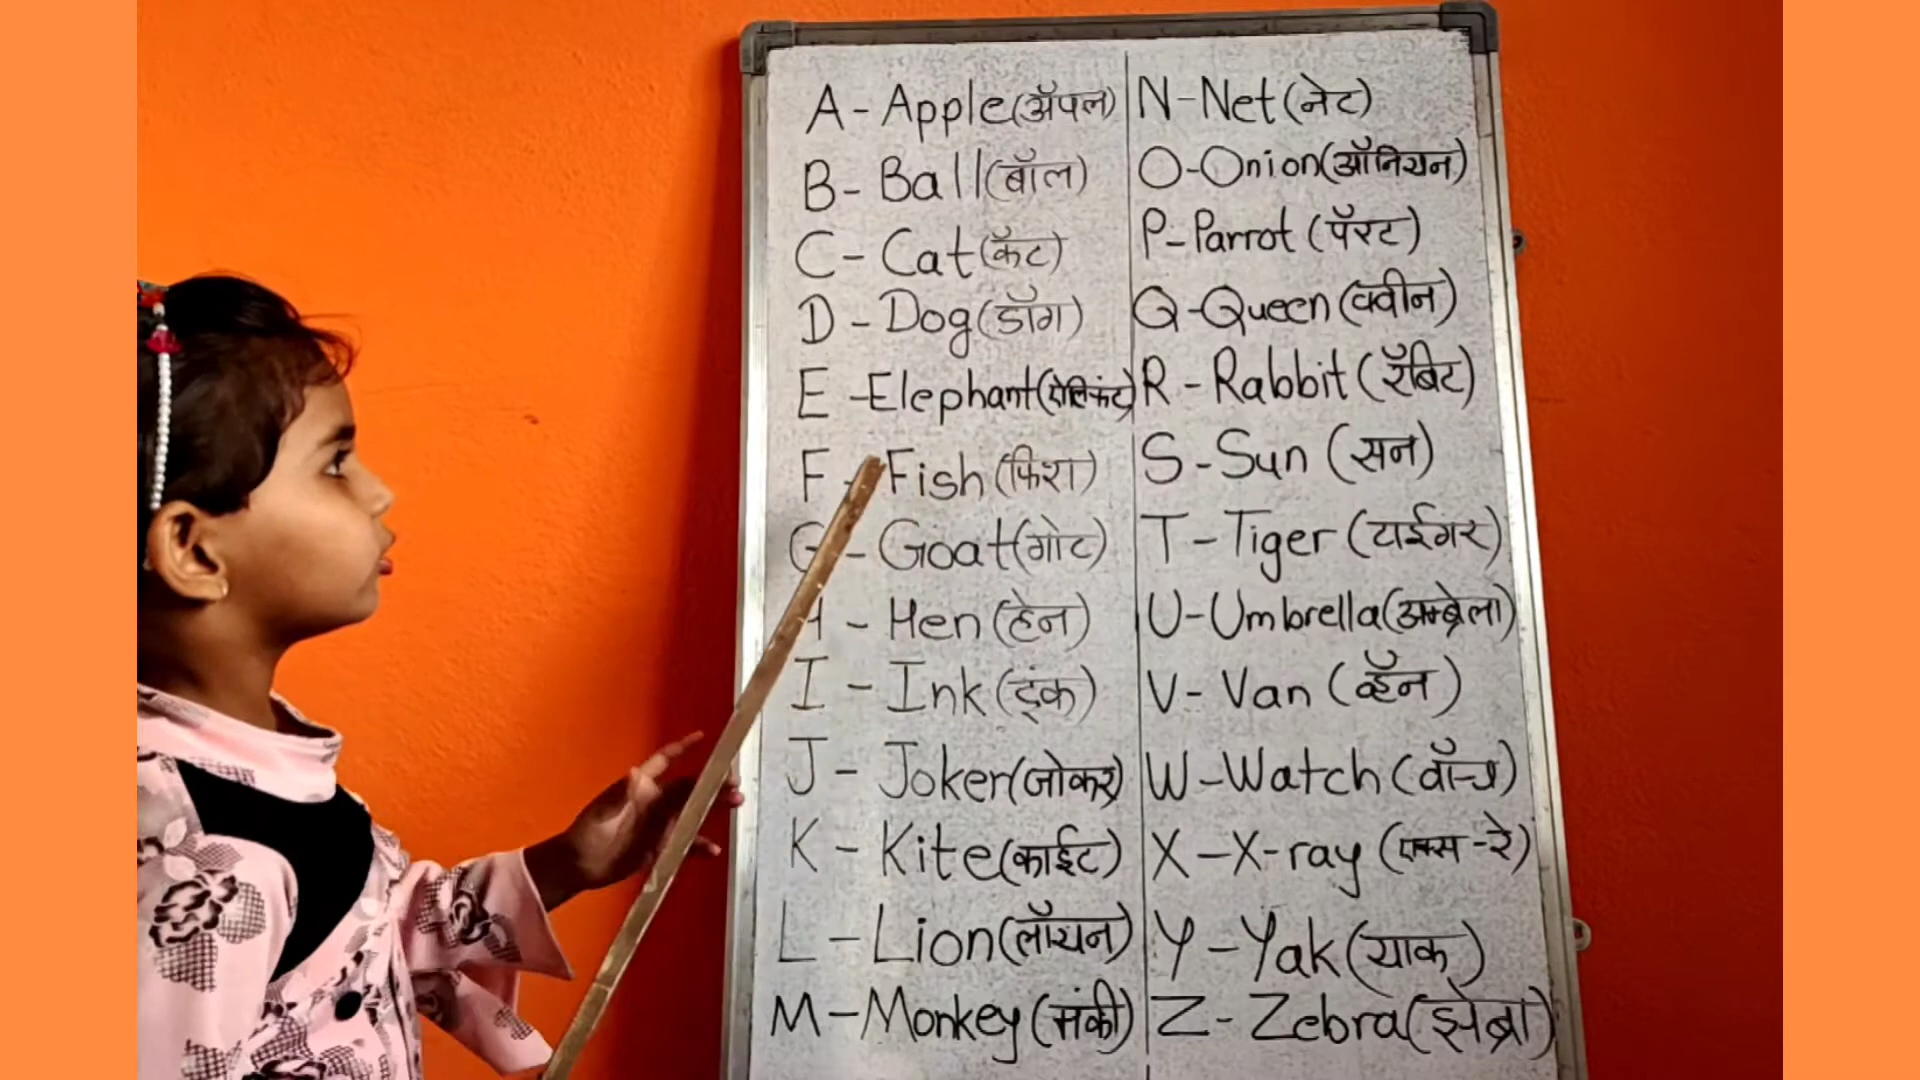 A - Apple (ॲपल)
B - Ball (बॉल)
C - Cat (कॅट)
D - Dog (डॉग)
E - Elephant (ऐलिफंट)
F - Fish (फिश)
G - Goat (गोट)
H - Hen (हेन)
I - Ink (इंक)
J - Joker (जोकर)
K - Kite (काईट)
L - Lion (लॉयन)
M - Monkey (मंकी)
N - Net (नेट)
O - Onion (ऑनियन)
P - Parrot (पॅरट)
Q - Queen (क्वीन)
R - Rabbit (रॅबिट)
S - Sun (सन)
T - Tiger (टाईगर)
U - Umbrella (अम्ब्रेला)
V - Van (व्हॅन)
W - Watch (वॉच)
X - X-ray (एक्स-रे)
Y - Yak (याक)
Z - Zebra (झेब्रा)